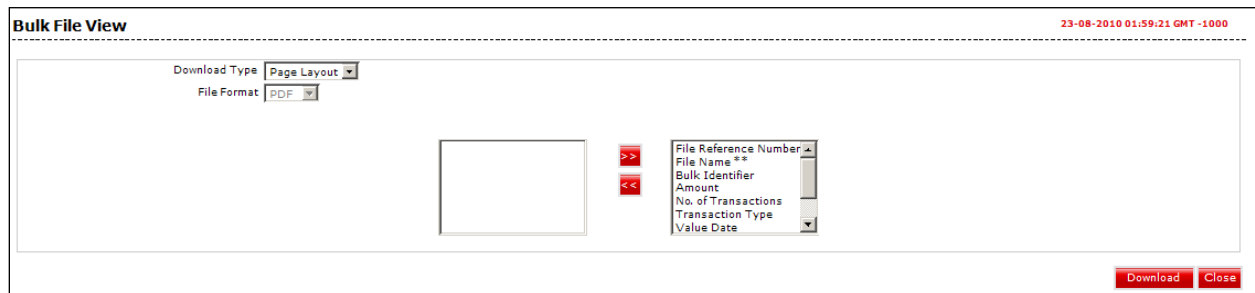 Bulk File View 23-08-2010 01:59:21 GMT -1000
Download Type Page Layout
File Format PDF
>>
<<
File Reference Number
File Name **
Bulk Identifier
Amount
No. of Transactions
Transaction Type
Value Date
Download Close